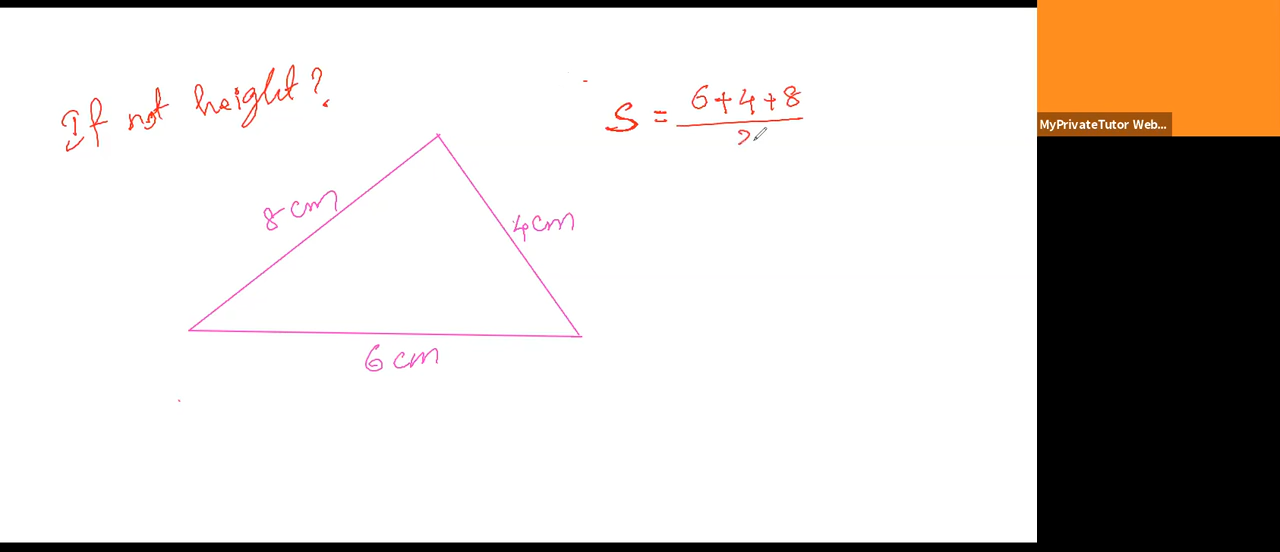 If not height?
S = 6+4+8
2
8 cm
4 cm
6 cm
MyPrivateTutor Web...